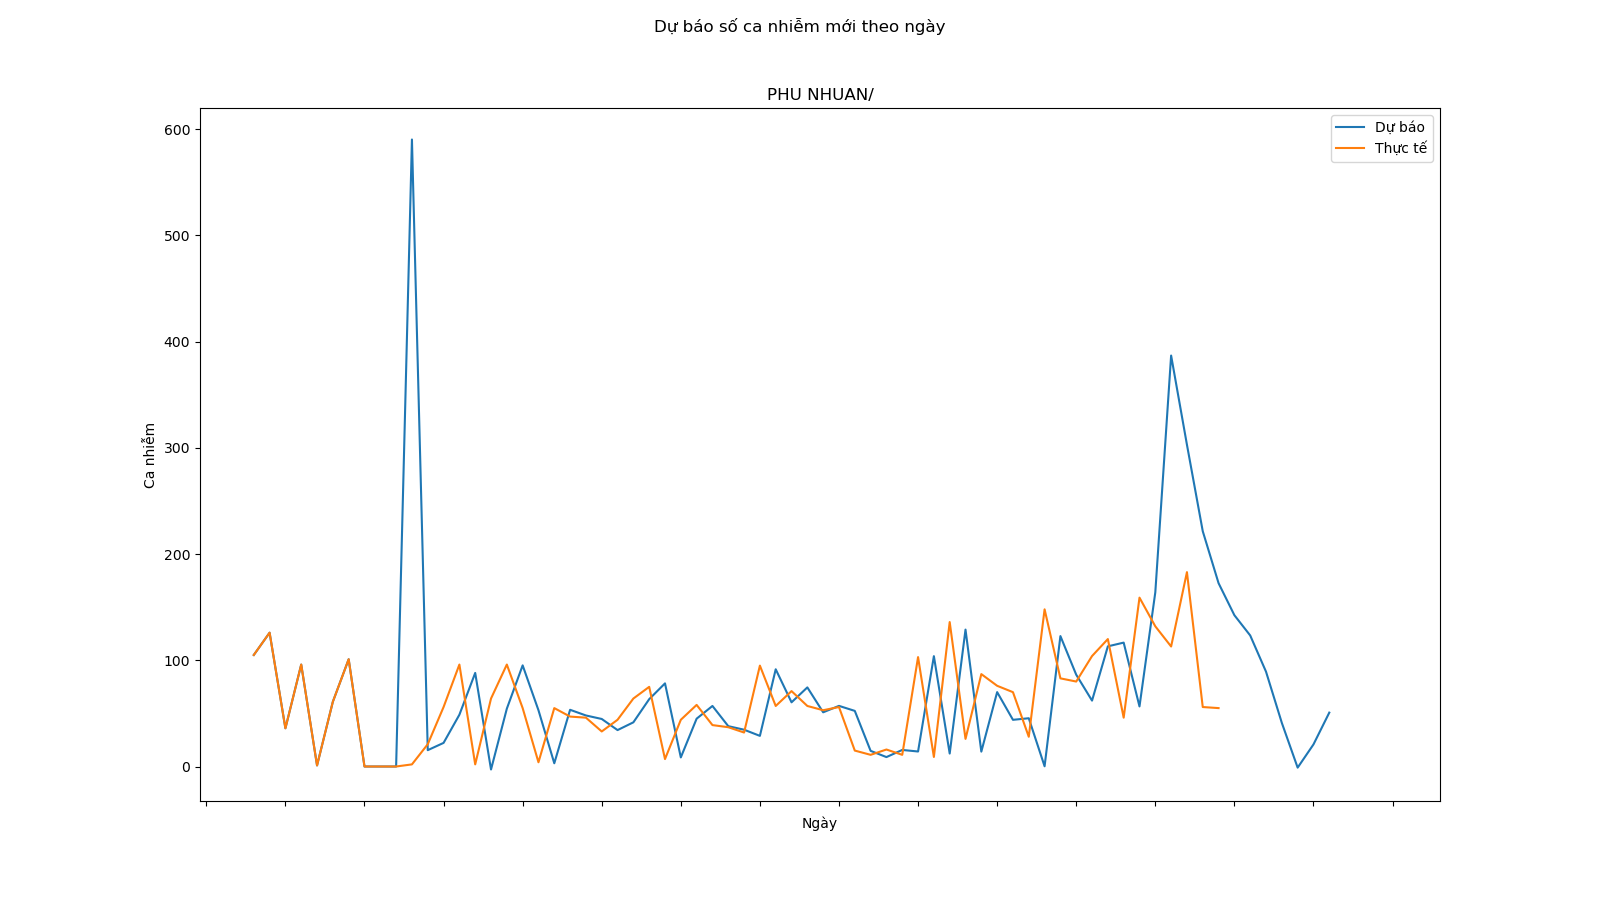 Dự báo số ca nhiễm mới theo ngày
PHU NHUAN/
Dự báo
Thực tế
600
500
400
300
200
100
0
Ca nhiễm
Ngày